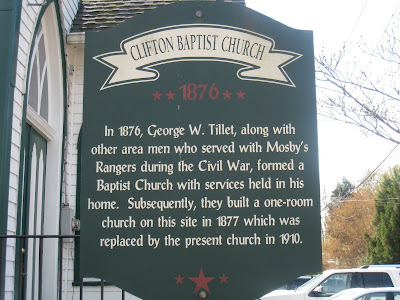 CLIFTON BAPTIST CHURCH
1876
In 1876, George W. Tillet, along with
other area men who served with Mosby's
Rangers during the Civil War, formed a
Baptist Church with services held in his
home. Subsequently, they built a one-room
church on this site in 1877 which was
replaced by the present church in 1910.